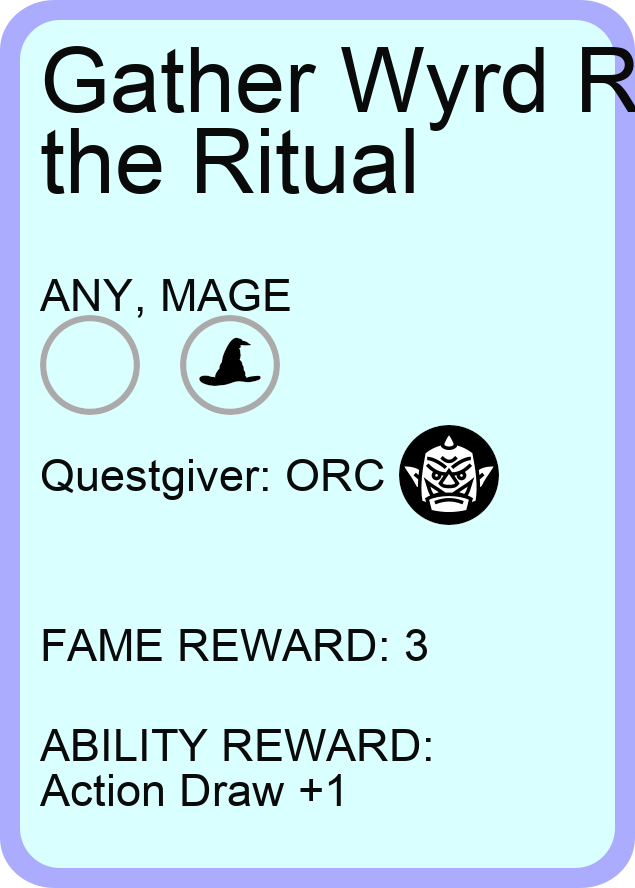 Gather Wyrd R
the Ritual
ANY, MAGE
Questgiver: ORC
FAME REWARD: 3
ABILITY REWARD:
Action Draw +1